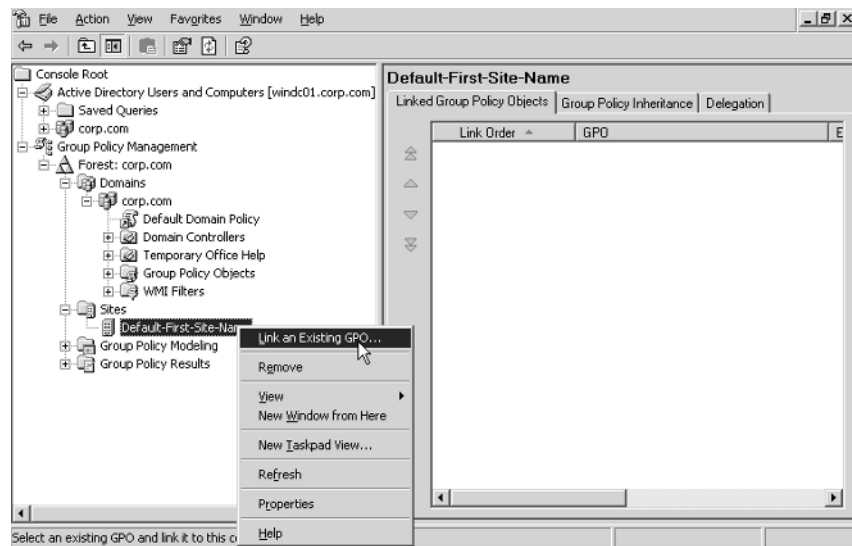 File Action View Favorites Window Help
Console Root
Active Directory Users and Computers [windc01.corp.com]
Saved Queries
corp.com
Group Policy Management
Forest: corp.com
Domains
corp.com
Default Domain Policy
Domain Controllers
Temporary Office Help
Group Policy Objects
WMI Filters
Sites
Default-First-Site-Na
Group Policy Modeling
Group Policy Results
Default-First-Site-Name
Linked Group Policy Objects Group Policy Inheritance Delegation
Link Order GPO E
Link an Existing GPO...
Remove
View
New Window from Here
New Taskpad View...
Refresh
Properties
Help
Select an existing GPO and link it to this c